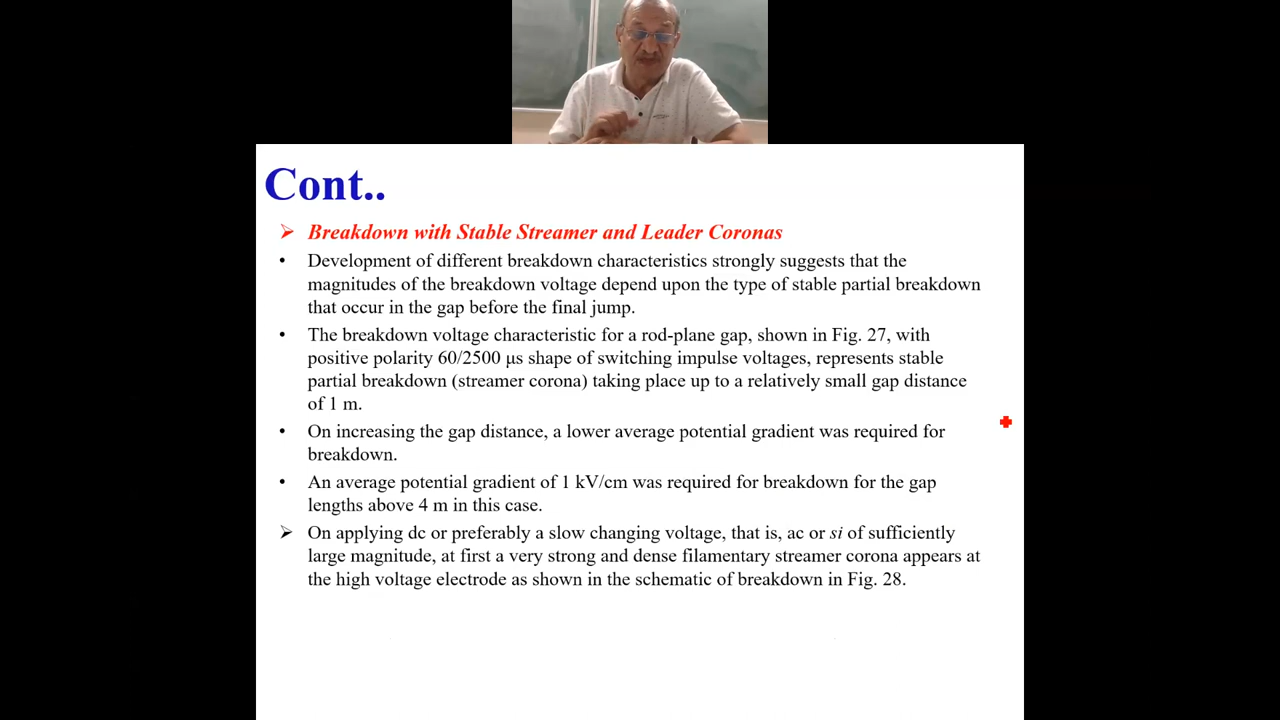 Cont..
➢ Breakdown with Stable Streamer and Leader Coronas
• Development of different breakdown characteristics strongly suggests that the
magnitudes of the breakdown voltage depend upon the type of stable partial breakdown
that occur in the gap before the final jump.
• The breakdown voltage characteristic for a rod-plane gap, shown in Fig. 27, with
positive polarity 60/2500 μs shape of switching impulse voltages, represents stable
partial breakdown (streamer corona) taking place up to a relatively small gap distance
of 1 m.
• On increasing the gap distance, a lower average potential gradient was required for
breakdown.
• An average potential gradient of 1 kV/cm was required for breakdown for the gap
lengths above 4 m in this case.
➢ On applying dc or preferably a slow changing voltage, that is, ac or si of sufficiently
large magnitude, at first a very strong and dense filamentary streamer corona appears at
the high voltage electrode as shown in the schematic of breakdown in Fig. 28.